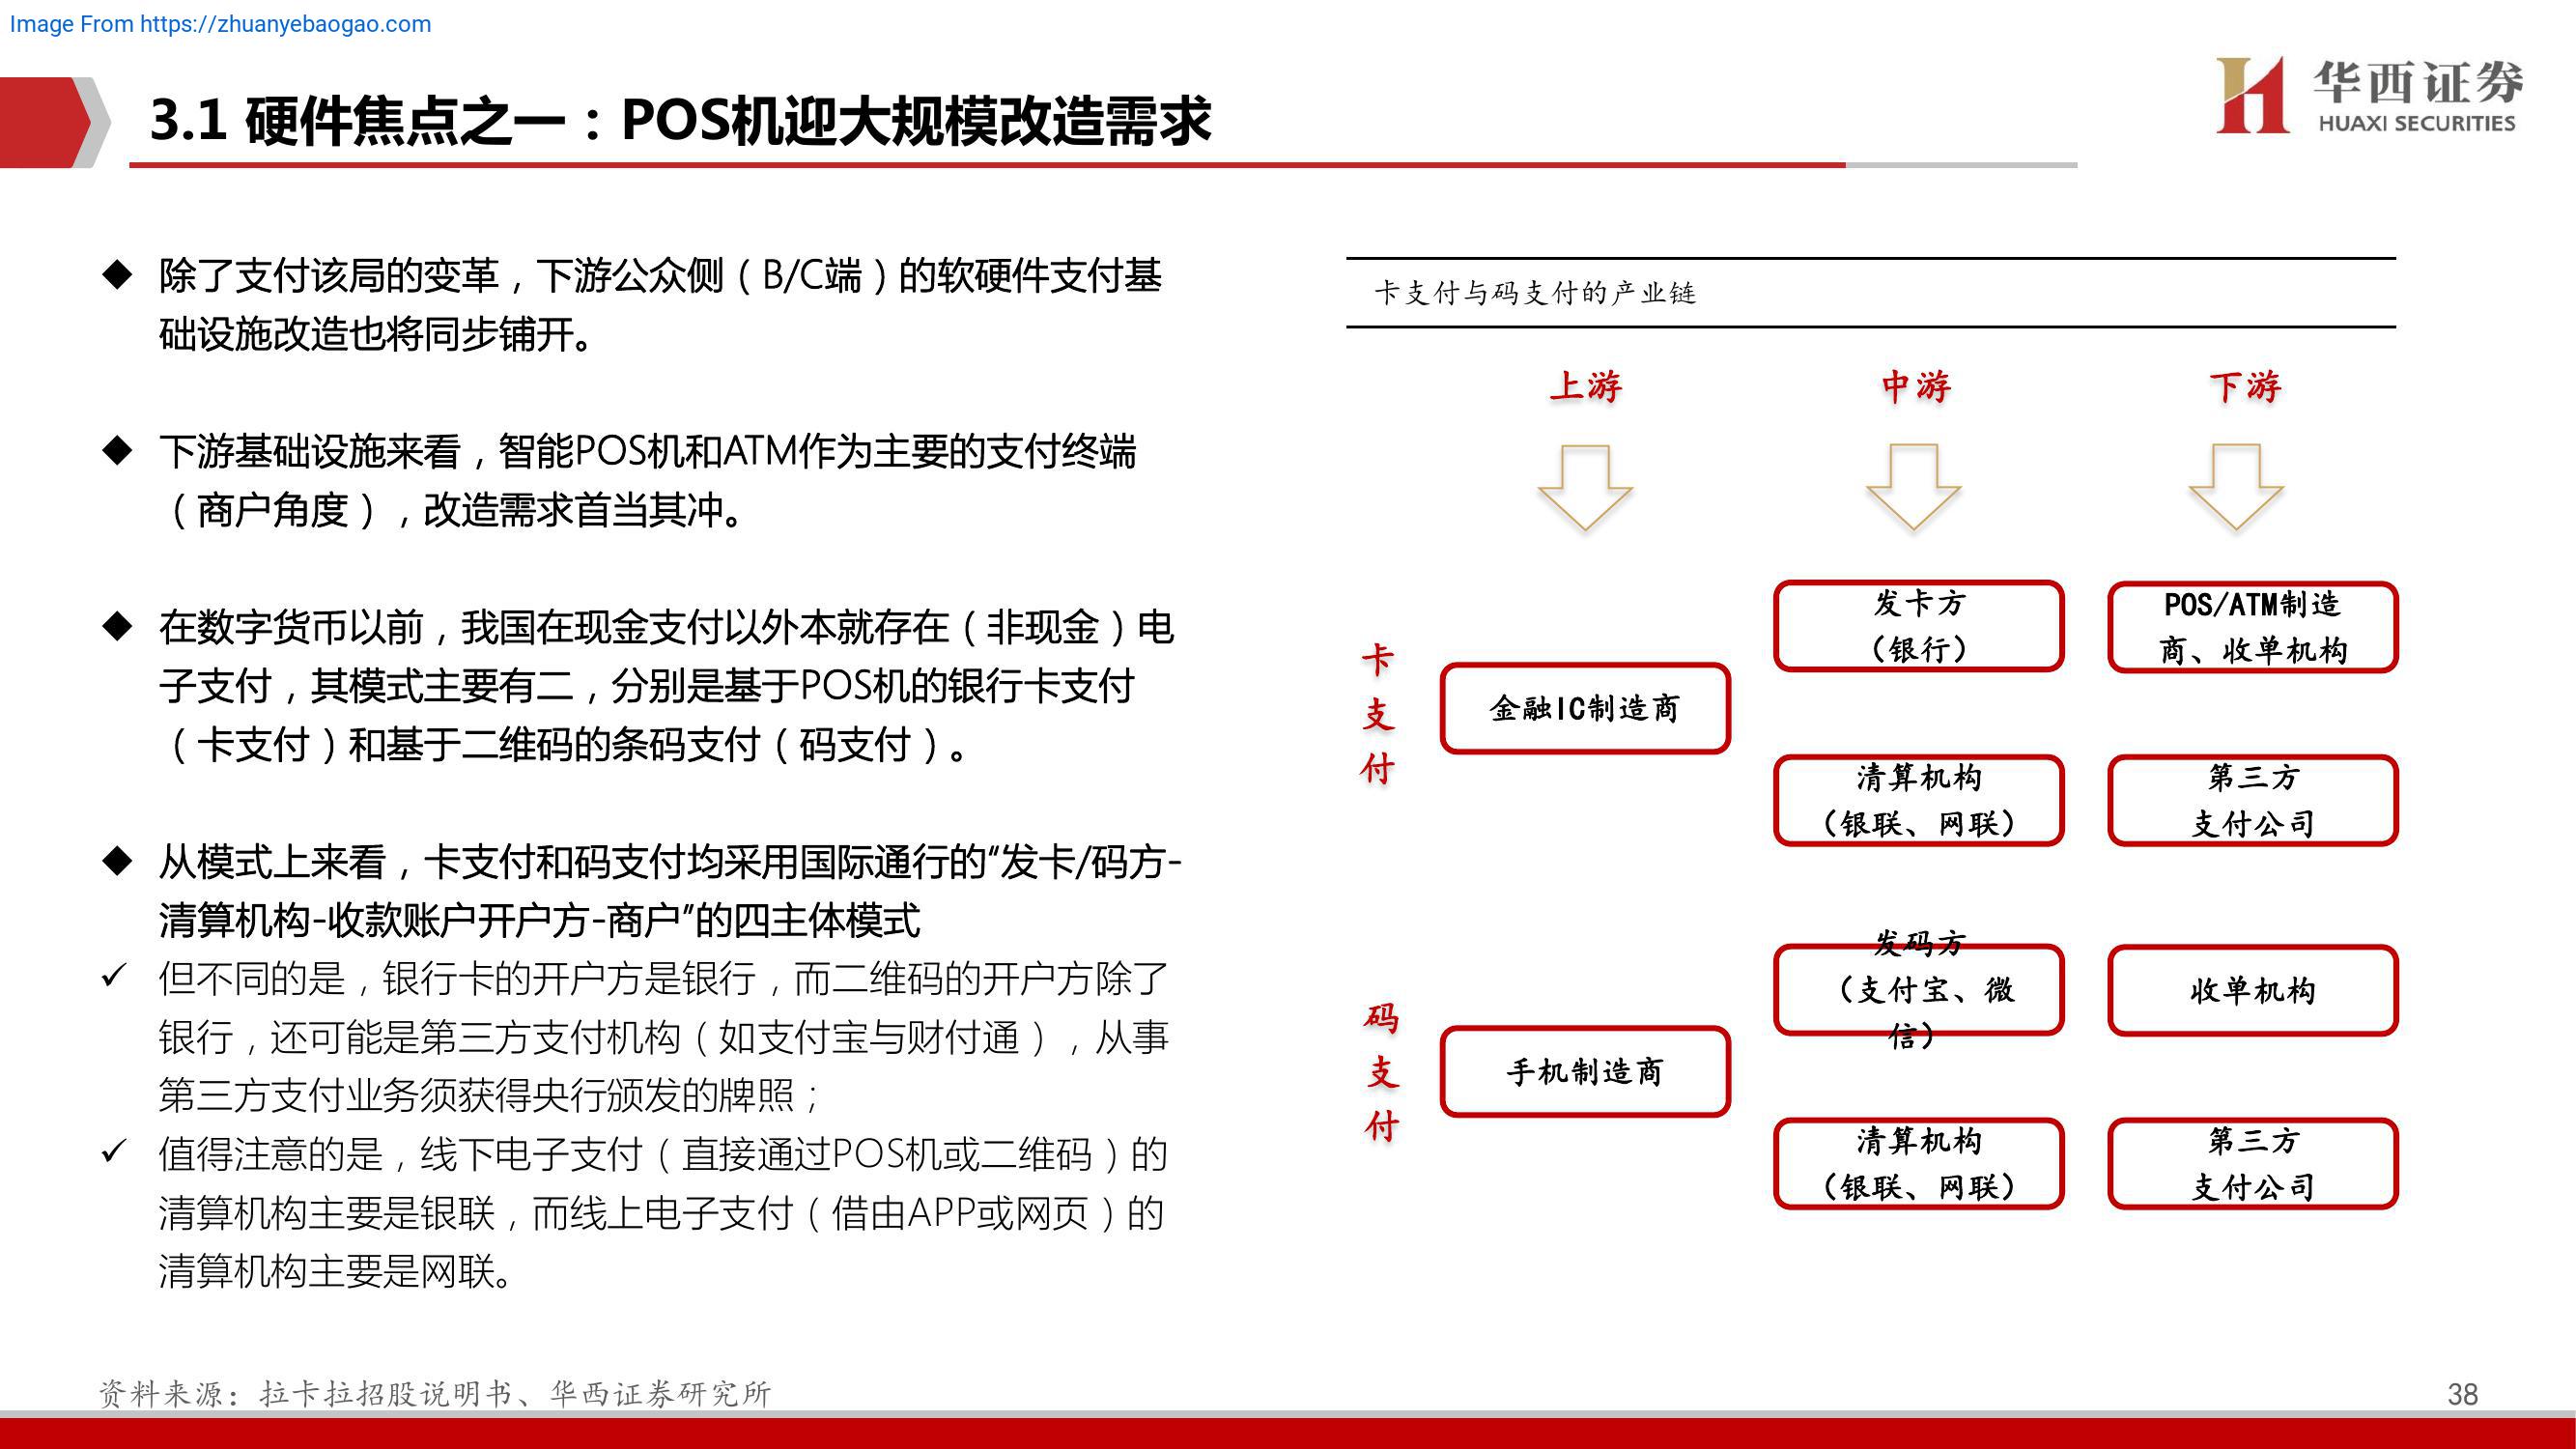 Image From https://zhuanyebaogao.com
华西证券
HUAXI SECURITIES
3.1 硬件焦点之一：POS机迎大规模改造需求
◆ 除了支付该局的变革，下游公众侧（B/C端）的软硬件支付基
础设施改造也将同步铺开。
◆ 下游基础设施来看，智能POS机和ATM作为主要的支付终端
（商户角度），改造需求首当其冲。
◆ 在数字货币以前，我国在现金支付以外本就存在（非现金）电
子支付，其模式主要有二，分别是基于POS机的银行卡支付
（卡支付）和基于二维码的条码支付（码支付）。
◆ 从模式上来看，卡支付和码支付均采用国际通行的“发卡/码方-
清算机构-收款账户开户方-商户”的四主体模式
✓ 但不同的是，银行卡的开户方是银行，而二维码的开户方除了
银行，还可能是第三方支付机构（如支付宝与财付通），从事
第三方支付业务须获得央行颁发的牌照；
✓ 值得注意的是，线下电子支付（直接通过POS机或二维码）的
清算机构主要是银联，而线上电子支付（借由APP或网页）的
清算机构主要是网联。
卡支付与码支付的产业链
上游
中游
下游
卡
支
付
金融IC制造商
发卡方
（银行）
POS/ATM制造
商、收单机构
清算机构
（银联、网联）
第三方
支付公司
码
支
付
手机制造商
发码方
（支付宝、微
信）
收单机构
清算机构
（银联、网联）
第三方
支付公司
资料来源：拉卡拉招股说明书、华西证券研究所
38